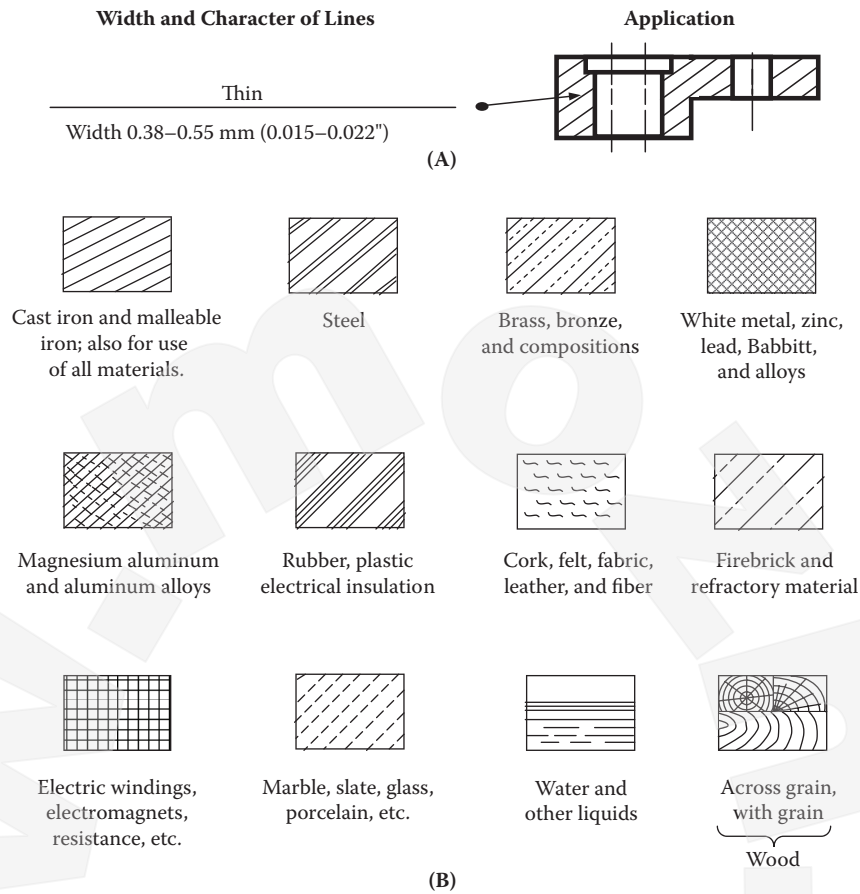 Width and Character of Lines
Application
Thin
Width 0.38–0.55 mm (0.015–0.022")
(A)
Cast iron and malleable
iron; also for use
of all materials.
Steel
Brass, bronze,
and compositions
White metal, zinc,
lead, Babbitt,
and alloys
Magnesium aluminum
and aluminum alloys
Rubber, plastic
electrical insulation
Cork, felt, fabric,
leather, and fiber
Firebrick and
refractory material
Electric windings,
electromagnets,
resistance, etc.
Marble, slate, glass,
porcelain, etc.
Water and
other liquids
Across grain,
with grain
Wood
(B)